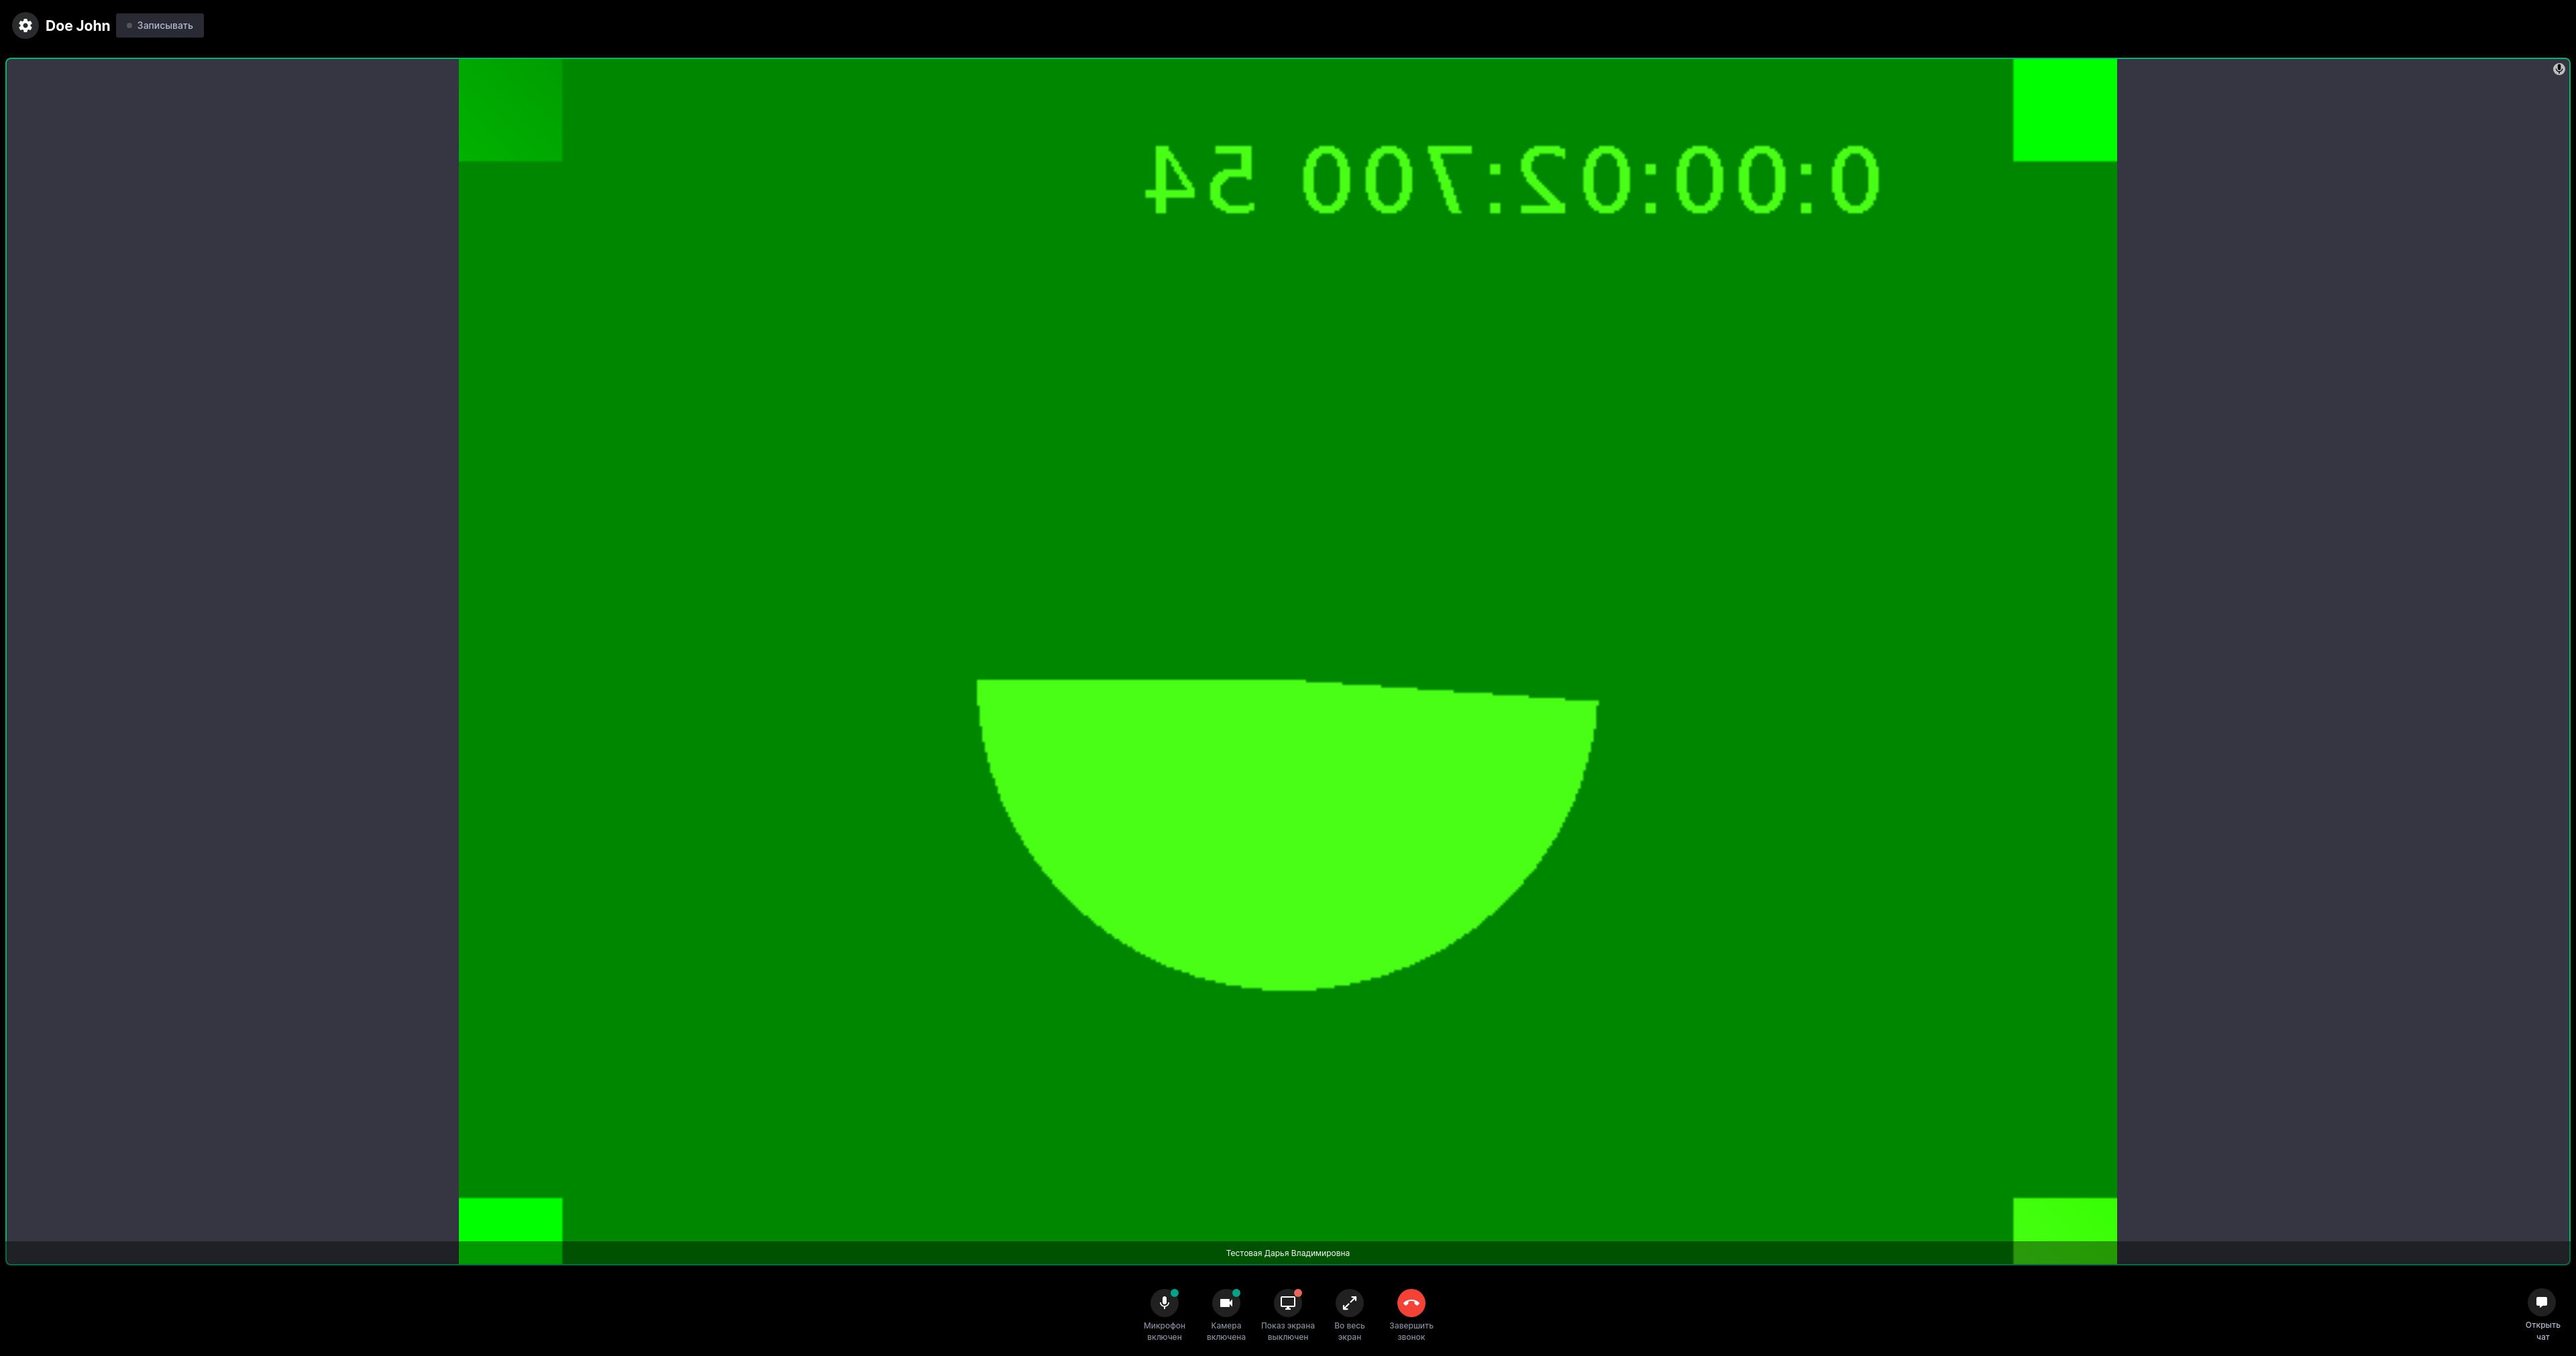 Doe John
Записывать
0:00:02:700 54
Тестовая Дарья Владимировна
Микрофон
включен
Камера
включена
Показ экрана
выключен
Во весь
экран
Завершить
звонок
Открыть
чат